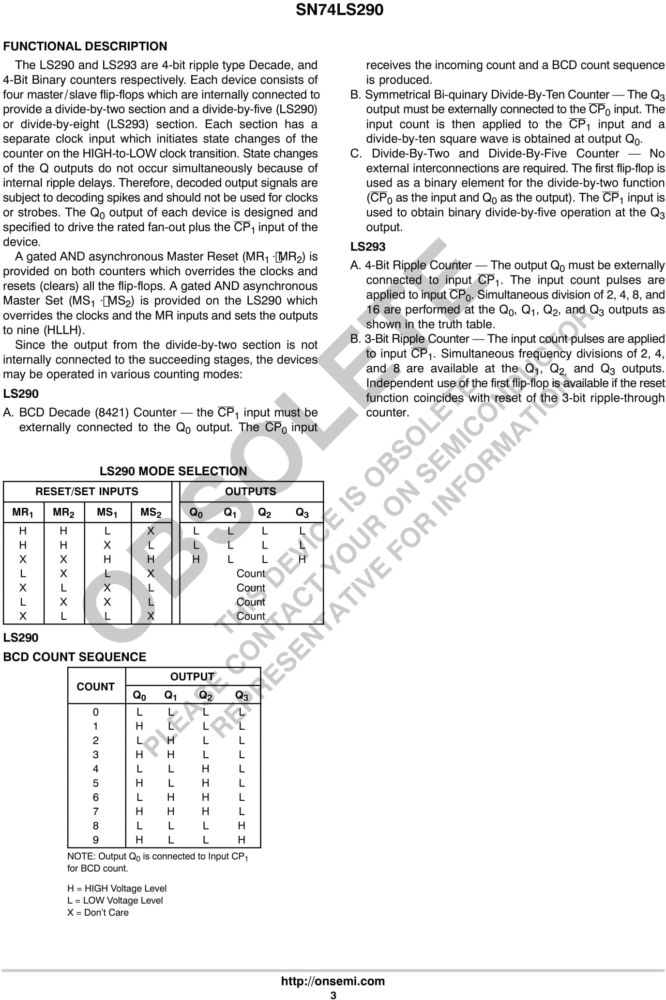 SN74LS290
FUNCTIONAL DESCRIPTION
The LS290 and LS293 are 4-bit ripple type Decade, and
4-Bit Binary counters respectively. Each device consists of
four master/slave flip-flops which are internally connected to
provide a divide-by-two section and a divide-by-five (LS290)
or divide-by-eight (LS293) section. Each section has a
separate clock input which initiates state changes of the
counter on the HIGH-to-LOW clock transition. State changes
of the Q outputs do not occur simultaneously because of
internal ripple delays. Therefore, decoded output signals are
subject to decoding spikes and should not be used for clocks
or strobes. The Q0 output of each device is designed and
specified to drive the rated fan-out plus the C̅P̅1 input of the
device.
A gated AND asynchronous Master Reset (MR1 ·▯MR2) is
provided on both counters which overrides the clocks and
resets (clears) all the flip-flops. A gated AND asynchronous
Master Set (MS1 ·▯MS2) is provided on the LS290 which
overrides the clocks and the MR inputs and sets the outputs
to nine (HLLH).
Since the output from the divide-by-two section is not
internally connected to the succeeding stages, the devices
may be operated in various counting modes:
LS290
A. BCD Decade (8421) Counter — the C̅P̅1 input must be
externally connected to the Q0 output. The C̅P̅0 input
receives the incoming count and a BCD count sequence
is produced.
B. Symmetrical Bi-quinary Divide-By-Ten Counter — The Q3
output must be externally connected to the C̅P̅0 input. The
input count is then applied to the C̅P̅1 input and a
divide-by-ten square wave is obtained at output Q0.
C. Divide-By-Two and Divide-By-Five Counter — No
external interconnections are required. The first flip-flop is
used as a binary element for the divide-by-two function
(C̅P̅0 as the input and Q0 as the output). The C̅P̅1 input is
used to obtain binary divide-by-five operation at the Q3
output.
LS293
A. 4-Bit Ripple Counter — The output Q0 must be externally
connected to input C̅P̅1. The input count pulses are
applied to input C̅P̅0. Simultaneous division of 2, 4, 8, and
16 are performed at the Q0, Q1, Q2, and Q3 outputs as
shown in the truth table.
B. 3-Bit Ripple Counter — The input count pulses are applied
to input C̅P̅1. Simultaneous frequency divisions of 2, 4,
and 8 are available at the Q1, Q2, and Q3 outputs.
Independent use of the first flip-flop is available if the reset
function coincides with reset of the 3-bit ripple-through
counter.
LS290 MODE SELECTION
RESET/SET INPUTS OUTPUTS
MR1 MR2 MS1 MS2 Q0 Q1 Q2 Q3
H H L X L L L L
H H X L L L L L
X X H H H L L H
L X L X Count
X L X L Count
L X X L Count
X L L X Count
LS290
BCD COUNT SEQUENCE
COUNT OUTPUT
Q0 Q1 Q2 Q3
0 L L L L
1 H L L L
2 L H L L
3 H H L L
4 L L H L
5 H L H L
6 L H H L
7 H H H L
8 L L L H
9 H L L H
NOTE: Output Q0 is connected to Input CP1
for BCD count.
H = HIGH Voltage Level
L = LOW Voltage Level
X = Don't Care
OBSOLETE
THIS DEVICE IS OBSOLETE
PLEASE CONTACT YOUR ON SEMICONDUCTOR
REPRESENTATIVE FOR INFORMATION
http://onsemi.com
3